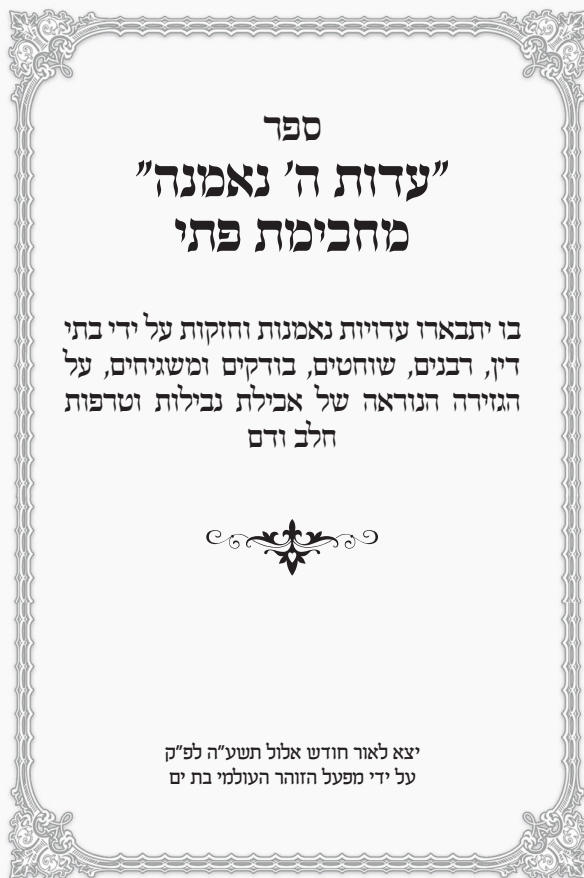 ספר
"עדות ה' נאמנה"
מחכימת פתי
בו יתבארו עדויות נאמנות וחזקות על ידי בתי
דין, רבנים, שוחטים, בודקים ומשגיחים, על
הגזירה הנוראה של אכילת נבילות וטרפות
חלב ודם
יצא לאור חודש אלול תשע"ה לפ"ק
על ידי מפעל הזוהר העולמי בת ים